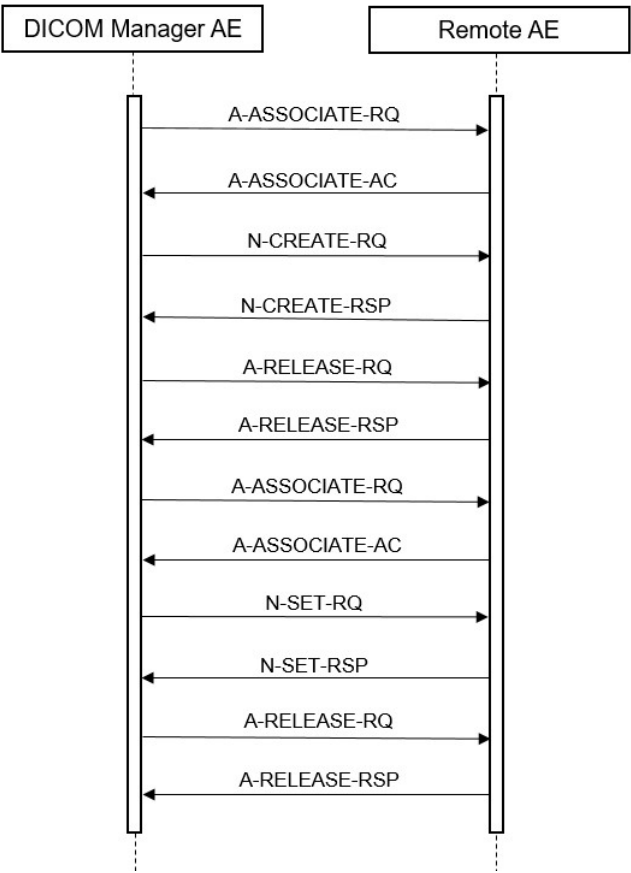 DICOM Manager AE
Remote AE
A-ASSOCIATE-RQ
A-ASSOCIATE-AC
N-CREATE-RQ
N-CREATE-RSP
A-RELEASE-RQ
A-RELEASE-RSP
A-ASSOCIATE-RQ
A-ASSOCIATE-AC
N-SET-RQ
N-SET-RSP
A-RELEASE-RQ
A-RELEASE-RSP